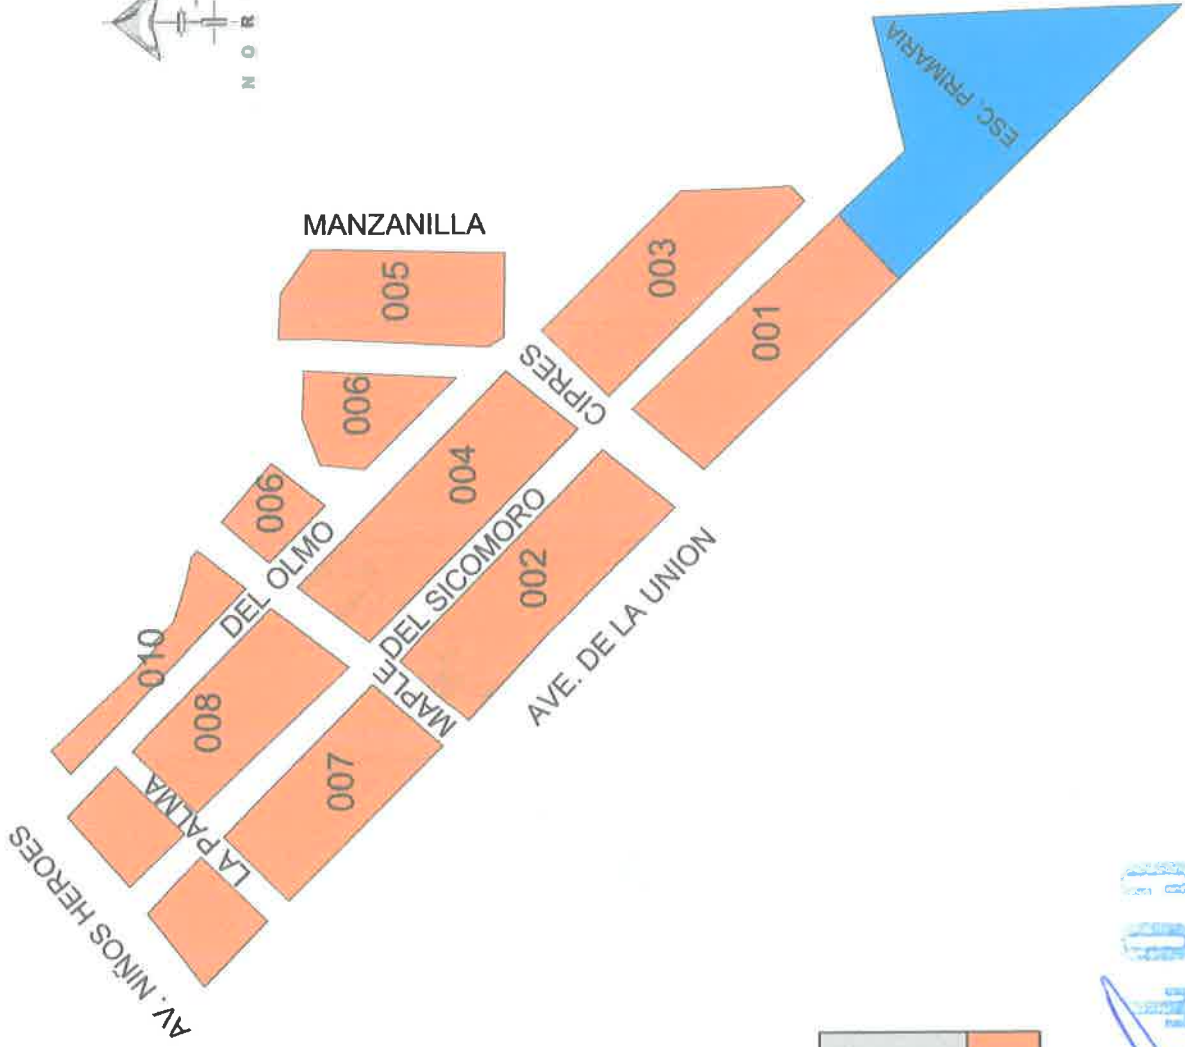 NOR
ESC. PRIMARIA
MANZANILLA
005
003
001
CIPRES
006
004
006
DEL OLMO
DEL SICOMORO
002
010
MAPLE
AVE. DE LA UNION
008
007
LA PALMA
AV. NIÑOS HEROES